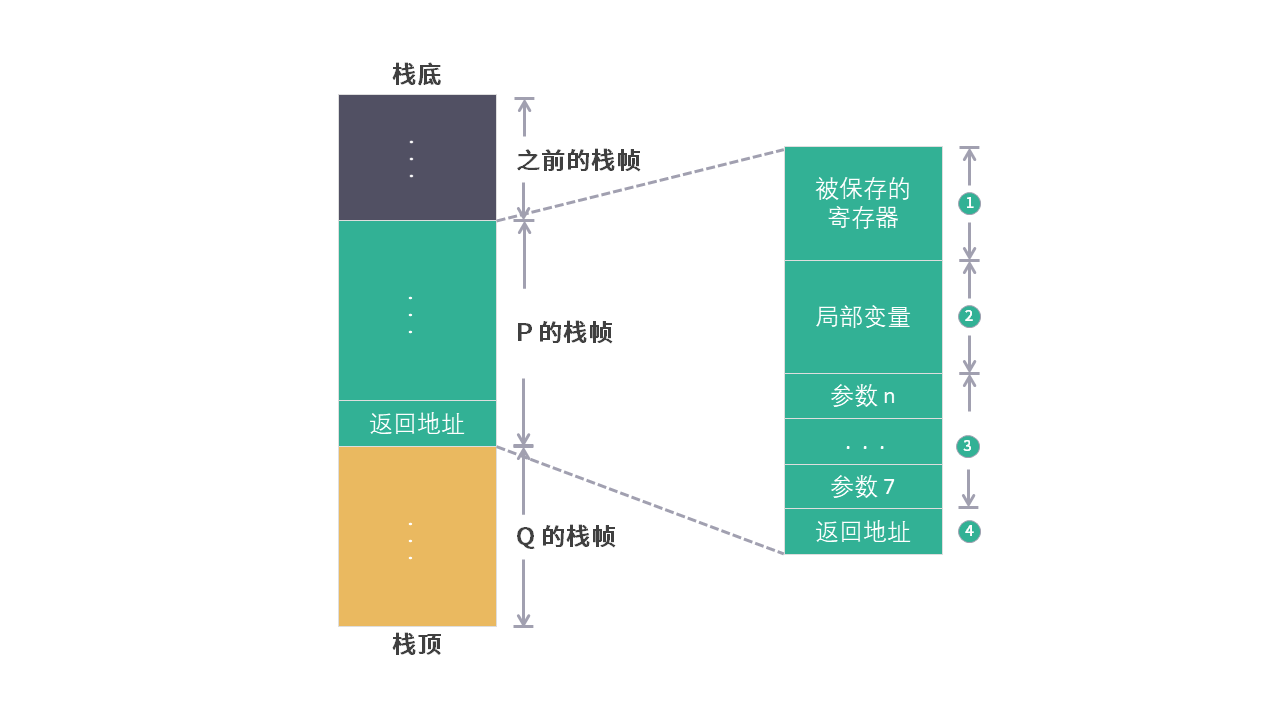 栈底
之前的栈帧
P 的栈帧
返回地址
Q 的栈帧
栈顶
被保存的
寄存器
1
局部变量
2
参数 n
· · ·
3
参数 7
返回地址
4